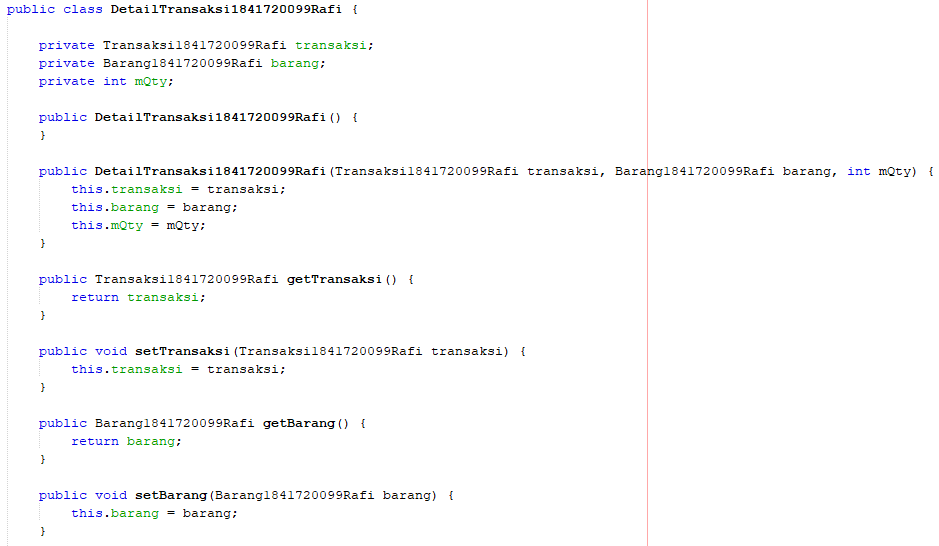 public class DetailTransaksi1841720099Rafi {
private Transaksi1841720099Rafi transaksi;
private Barang1841720099Rafi barang;
private int mQty;
public DetailTransaksi1841720099Rafi() {
}
public DetailTransaksi1841720099Rafi(Transaksi1841720099Rafi transaksi, Barang1841720099Rafi barang, int mQty) {
this.transaksi = transaksi;
this.barang = barang;
this.mQty = mQty;
}
public Transaksi1841720099Rafi getTransaksi() {
return transaksi;
}
public void setTransaksi(Transaksi1841720099Rafi transaksi) {
this.transaksi = transaksi;
}
public Barang1841720099Rafi getBarang() {
return barang;
}
public void setBarang(Barang1841720099Rafi barang) {
this.barang = barang;
}